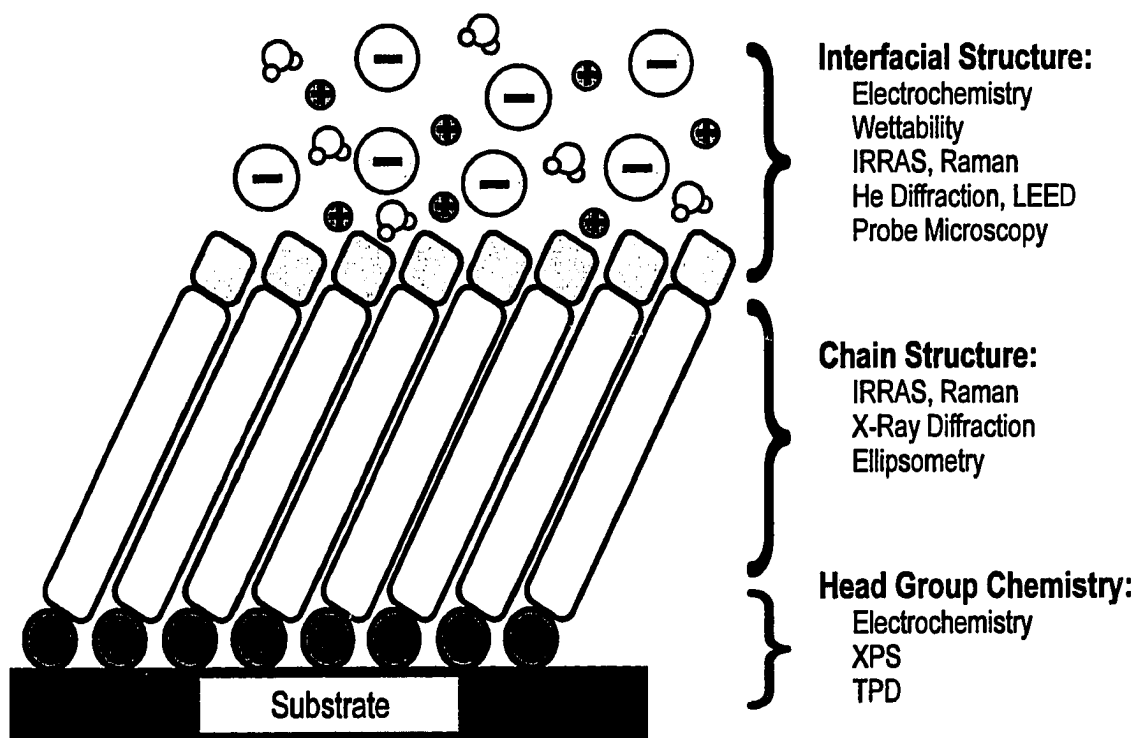 Interfacial Structure:
Electrochemistry
Wettability
IRRAS, Raman
He Diffraction, LEED
Probe Microscopy
Chain Structure:
IRRAS, Raman
X-Ray Diffraction
Ellipsometry
Head Group Chemistry:
Electrochemistry
XPS
TPD
Substrate